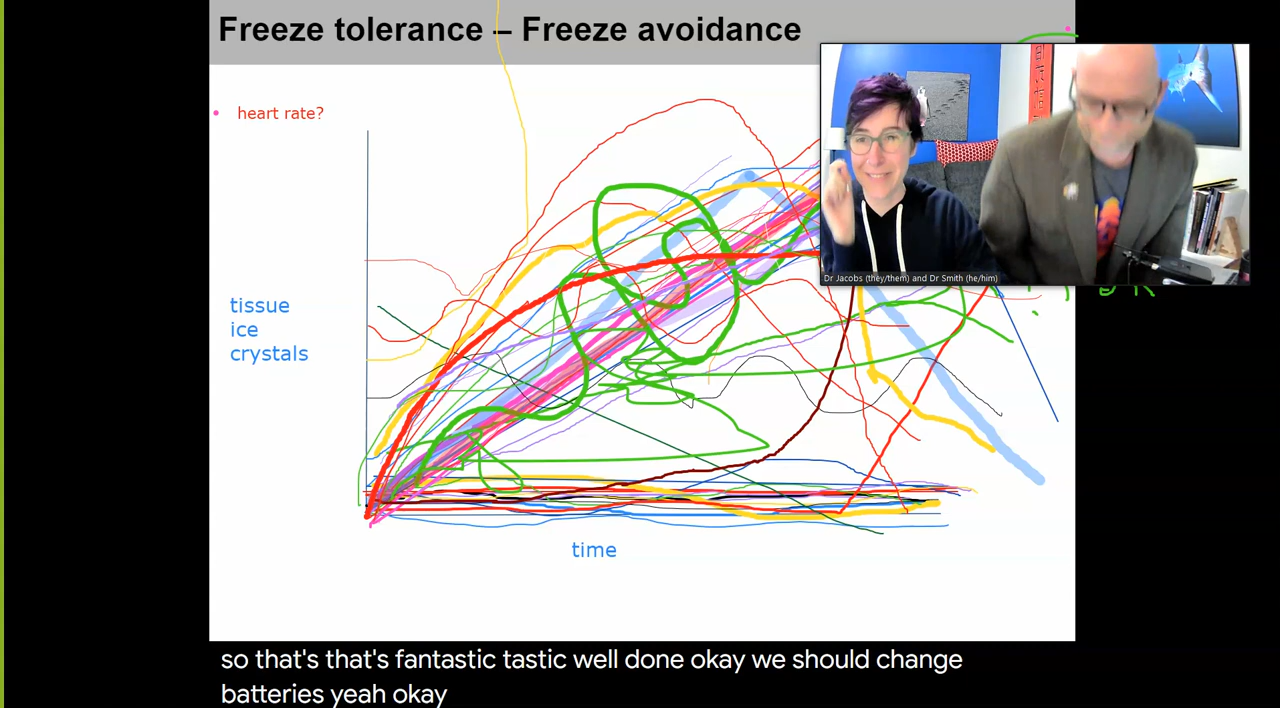 Freeze tolerance – Freeze avoidance
heart rate?
Dr Jacobs (they/them) and Dr Smith (he/him)
tissue
ice
crystals
time
so that's that's fantastic tastic well done okay we should change
batteries yeah okay